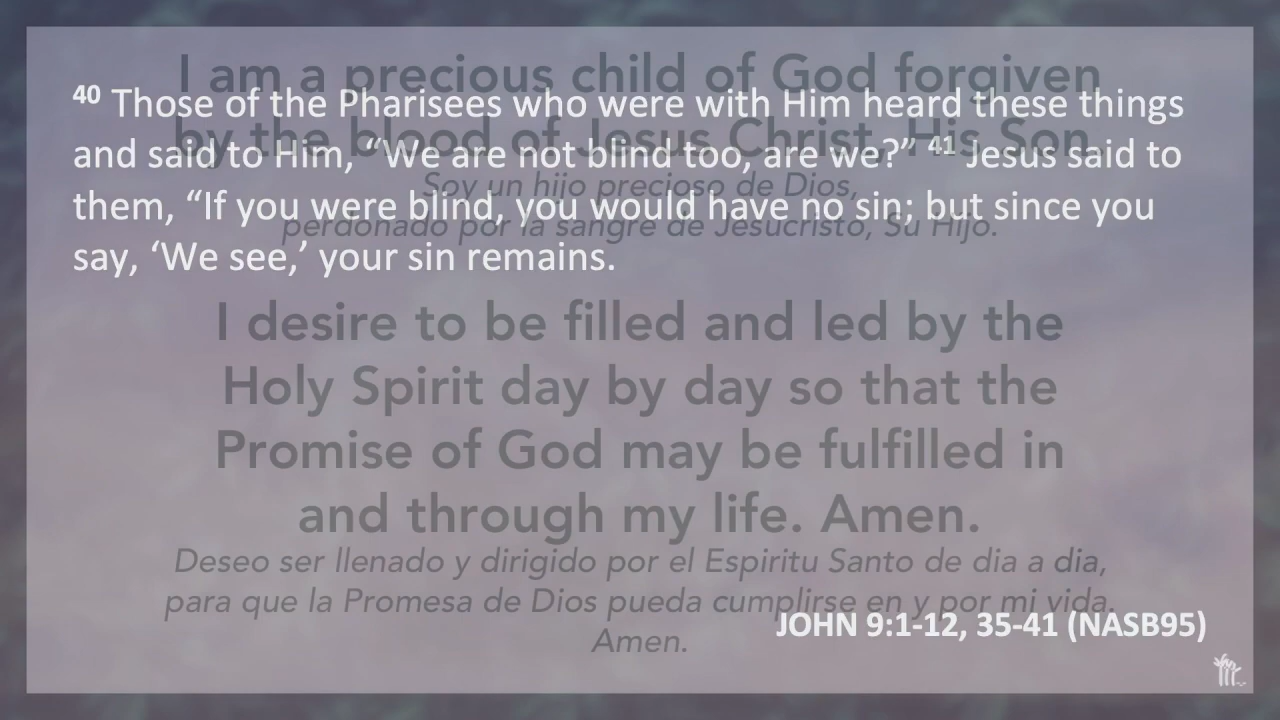 I am a precious child of God forgiven
by the blood of Jesus Christ, His Son.
Soy un hijo precioso de Dios,
perdonado por la sangre de Jesucristo, Su Hijo.
I desire to be filled and led by the
Holy Spirit day by day so that the
Promise of God may be fulfilled in
and through my life. Amen.
Deseo ser llenado y dirigido por el Espiritu Santo de dia a dia,
para que la Promesa de Dios pueda cumplirse en y por mi vida.
Amen.
40 Those of the Pharisees who were with Him heard these things
and said to Him, “We are not blind too, are we?” 41 Jesus said to
them, “If you were blind, you would have no sin; but since you
say, ‘We see,’ your sin remains.
JOHN 9:1-12, 35-41 (NASB95)